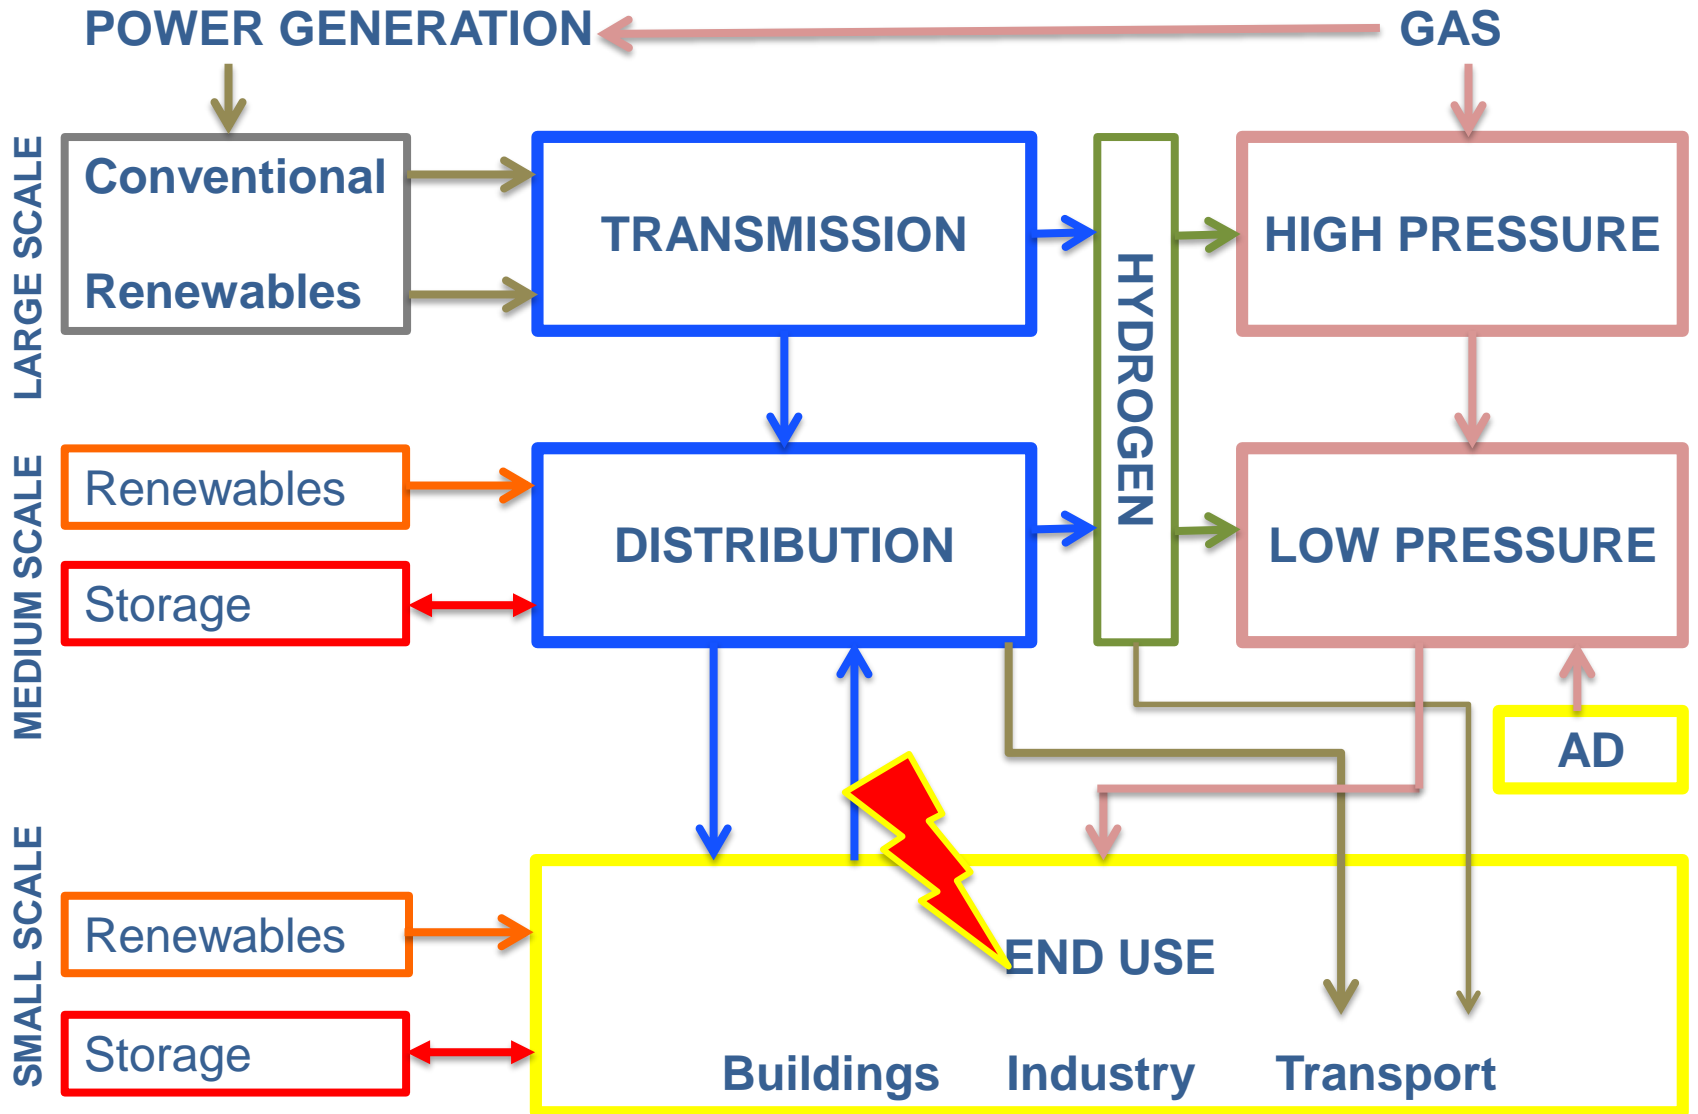 POWER GENERATION
GAS
LARGE SCALE
Conventional
Renewables
TRANSMISSION
HYDROGEN
HIGH PRESSURE
MEDIUM SCALE
Renewables
Storage
DISTRIBUTION
LOW PRESSURE
AD
SMALL SCALE
Renewables
Storage
END USE
Buildings Industry Transport